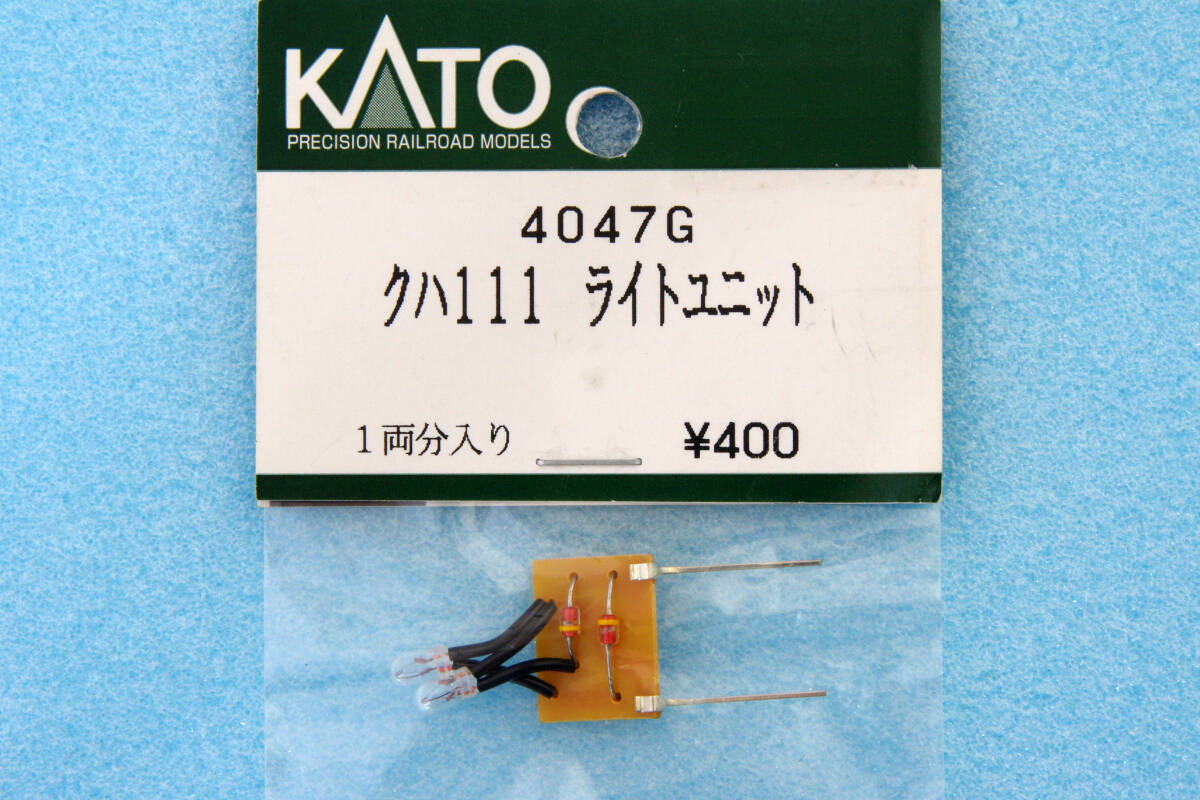 KATO
PRECISION RAILROAD MODELS
4047G
クハ111 ライトユニット
1両分入り ¥400